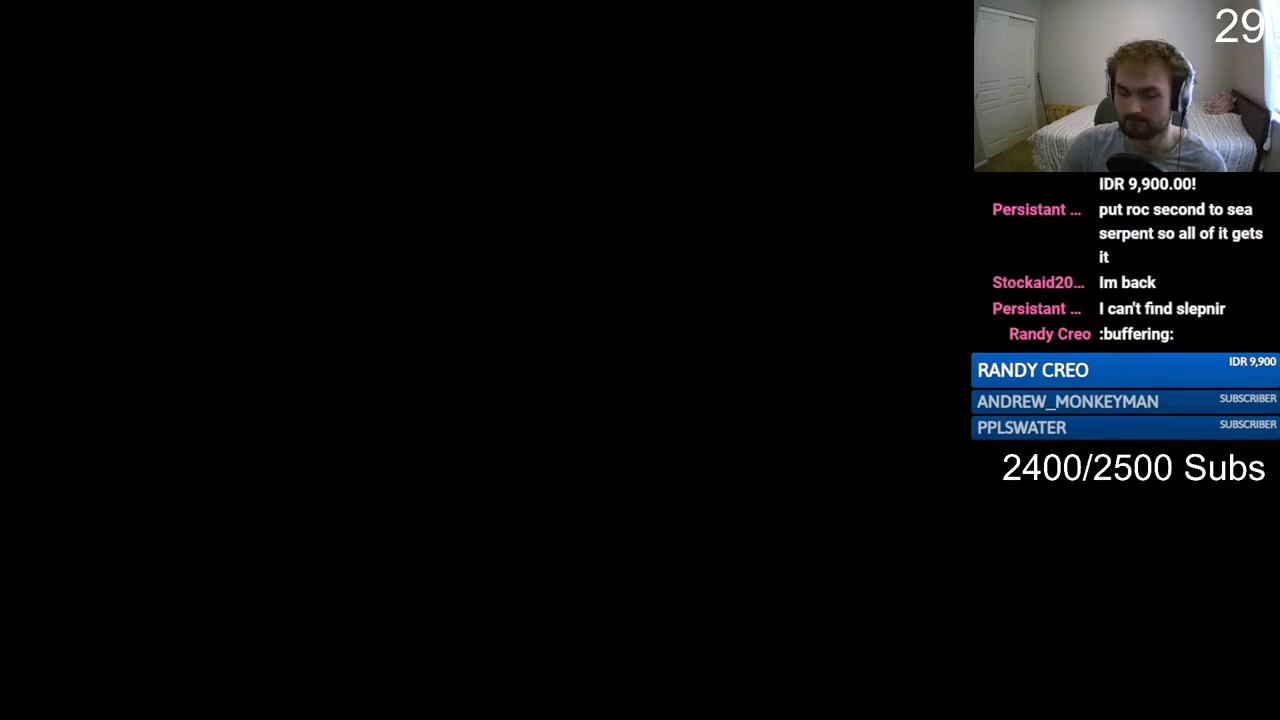 29
IDR 9,900.00!
Persistant … put roc second to sea
serpent so all of it gets
it
Stockaid20… Im back
Persistant … I can't find slepnir
Randy Creo :buffering:
RANDY CREO IDR 9,900
ANDREW_MONKEYMAN SUBSCRIBER
PPLSWATER SUBSCRIBER
2400/2500 Subs